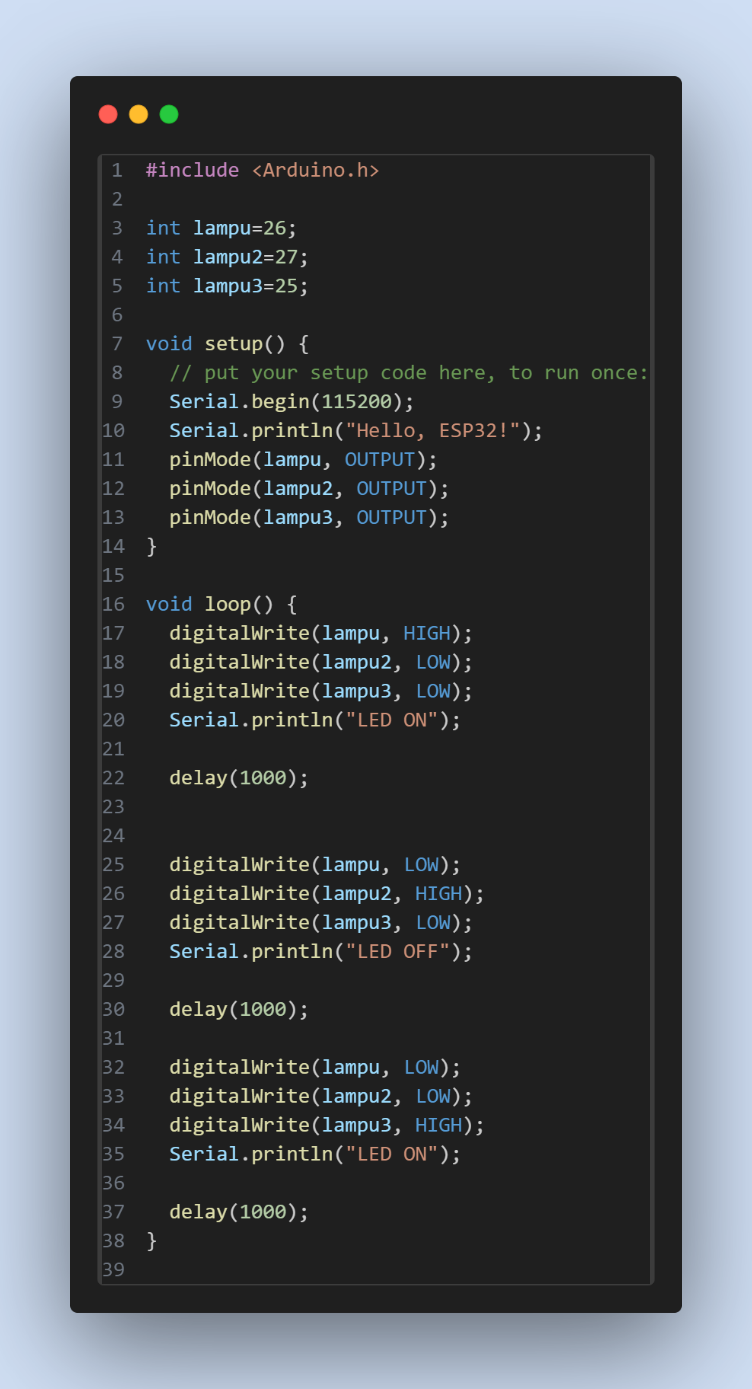 1 #include <Arduino.h>
2
3 int lampu=26;
4 int lampu2=27;
5 int lampu3=25;
6
7 void setup() {
8   // put your setup code here, to run once:
9   Serial.begin(115200);
10   Serial.println("Hello, ESP32!");
11   pinMode(lampu, OUTPUT);
12   pinMode(lampu2, OUTPUT);
13   pinMode(lampu3, OUTPUT);
14 }
15
16 void loop() {
17   digitalWrite(lampu, HIGH);
18   digitalWrite(lampu2, LOW);
19   digitalWrite(lampu3, LOW);
20   Serial.println("LED ON");
21
22   delay(1000);
23
24
25   digitalWrite(lampu, LOW);
26   digitalWrite(lampu2, HIGH);
27   digitalWrite(lampu3, LOW);
28   Serial.println("LED OFF");
29
30   delay(1000);
31
32   digitalWrite(lampu, LOW);
33   digitalWrite(lampu2, LOW);
34   digitalWrite(lampu3, HIGH);
35   Serial.println("LED ON");
36
37   delay(1000);
38 }
39